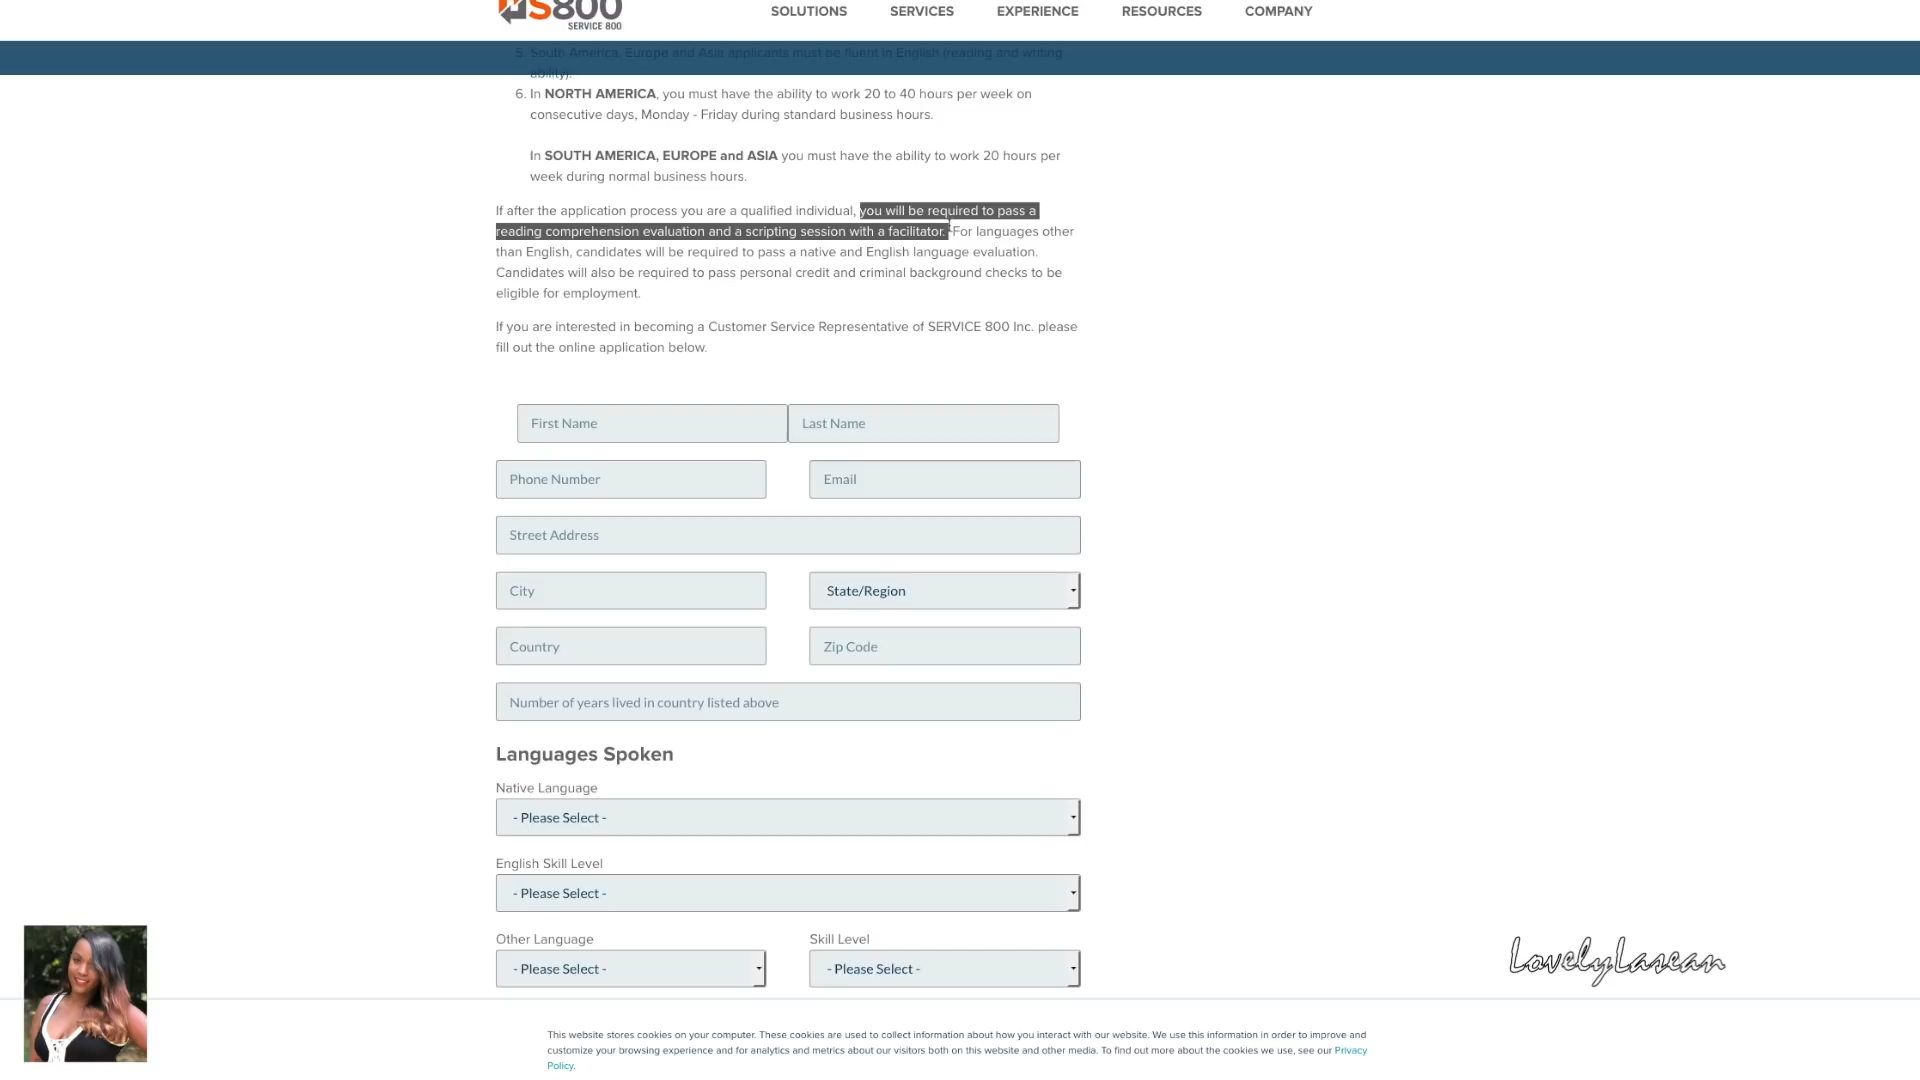 S800
SERVICE 800
SOLUTIONS
SERVICES
EXPERIENCE
RESOURCES
COMPANY
5. South America, Europe and Asia applicants must be fluent in English (reading and writing
ability).
6. In NORTH AMERICA, you must have the ability to work 20 to 40 hours per week on
consecutive days, Monday - Friday during standard business hours.
In SOUTH AMERICA, EUROPE and ASIA you must have the ability to work 20 hours per
week during normal business hours.
If after the application process you are a qualified individual, you will be required to pass a
reading comprehension evaluation and a scripting session with a facilitator. For languages other
than English, candidates will be required to pass a native and English language evaluation.
Candidates will also be required to pass personal credit and criminal background checks to be
eligible for employment.
If you are interested in becoming a Customer Service Representative of SERVICE 800 Inc. please
fill out the online application below.
First Name
Last Name
Phone Number
Email
Street Address
City
State/Region
Country
Zip Code
Number of years lived in country listed above
Languages Spoken
Native Language
- Please Select -
English Skill Level
- Please Select -
Other Language
Skill Level
- Please Select -
- Please Select -
LovelyLasean
This website stores cookies on your computer. These cookies are used to collect information about how you interact with our website. We use this information in order to improve and
customize your browsing experience and for analytics and metrics about our visitors both on this website and other media. To find out more about the cookies we use, see our Privacy
Policy.